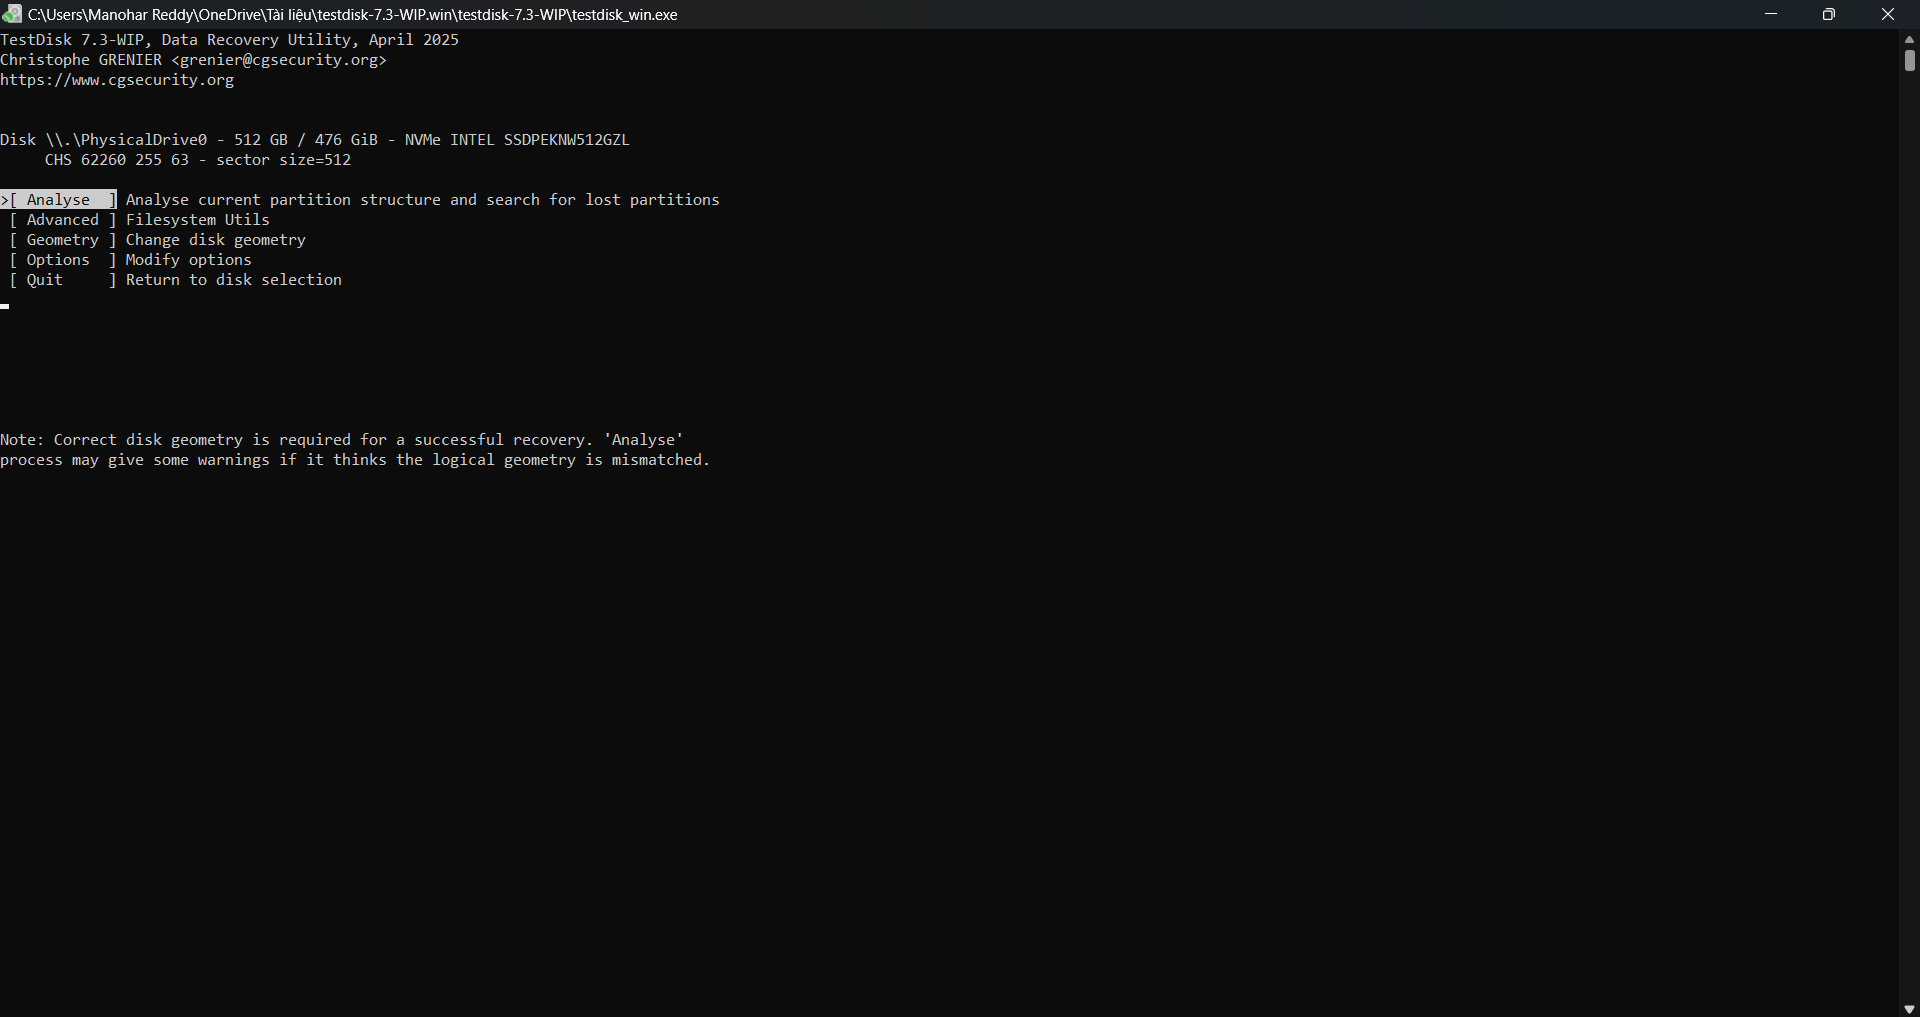 C:\Users\Manohar Reddy\OneDrive\Tài liệu\testdisk-7.3-WIP.win\testdisk-7.3-WIP\testdisk_win.exe
TestDisk 7.3-WIP, Data Recovery Utility, April 2025
Christophe GRENIER <grenier@cgsecurity.org>
https://www.cgsecurity.org
Disk \\.\PhysicalDrive0 - 512 GB / 476 GiB - NVMe INTEL SSDPEKNW512GZL
CHS 62260 255 63 - sector size=512
>[ Analyse  ] Analyse current partition structure and search for lost partitions
[ Advanced ] Filesystem Utils
[ Geometry ] Change disk geometry
[ Options  ] Modify options
[ Quit     ] Return to disk selection
Note: Correct disk geometry is required for a successful recovery. 'Analyse'
process may give some warnings if it thinks the logical geometry is mismatched.